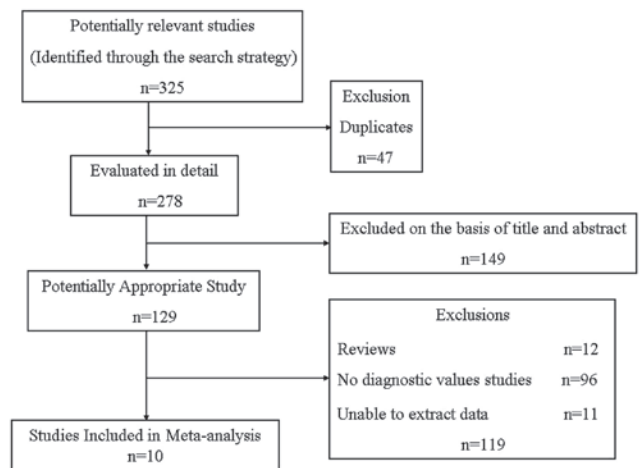 Potentially relevant studies
(Identified through the search strategy)
n=325
Exclusion
Duplicates
n=47
Evaluated in detail
n=278
Excluded on the basis of title and abstract
n=149
Potentially Appropriate Study
n=129
Exclusions
Reviews n=12
No diagnostic values studies n=96
Unable to extract data n=11
n=119
Studies Included in Meta-analysis
n=10